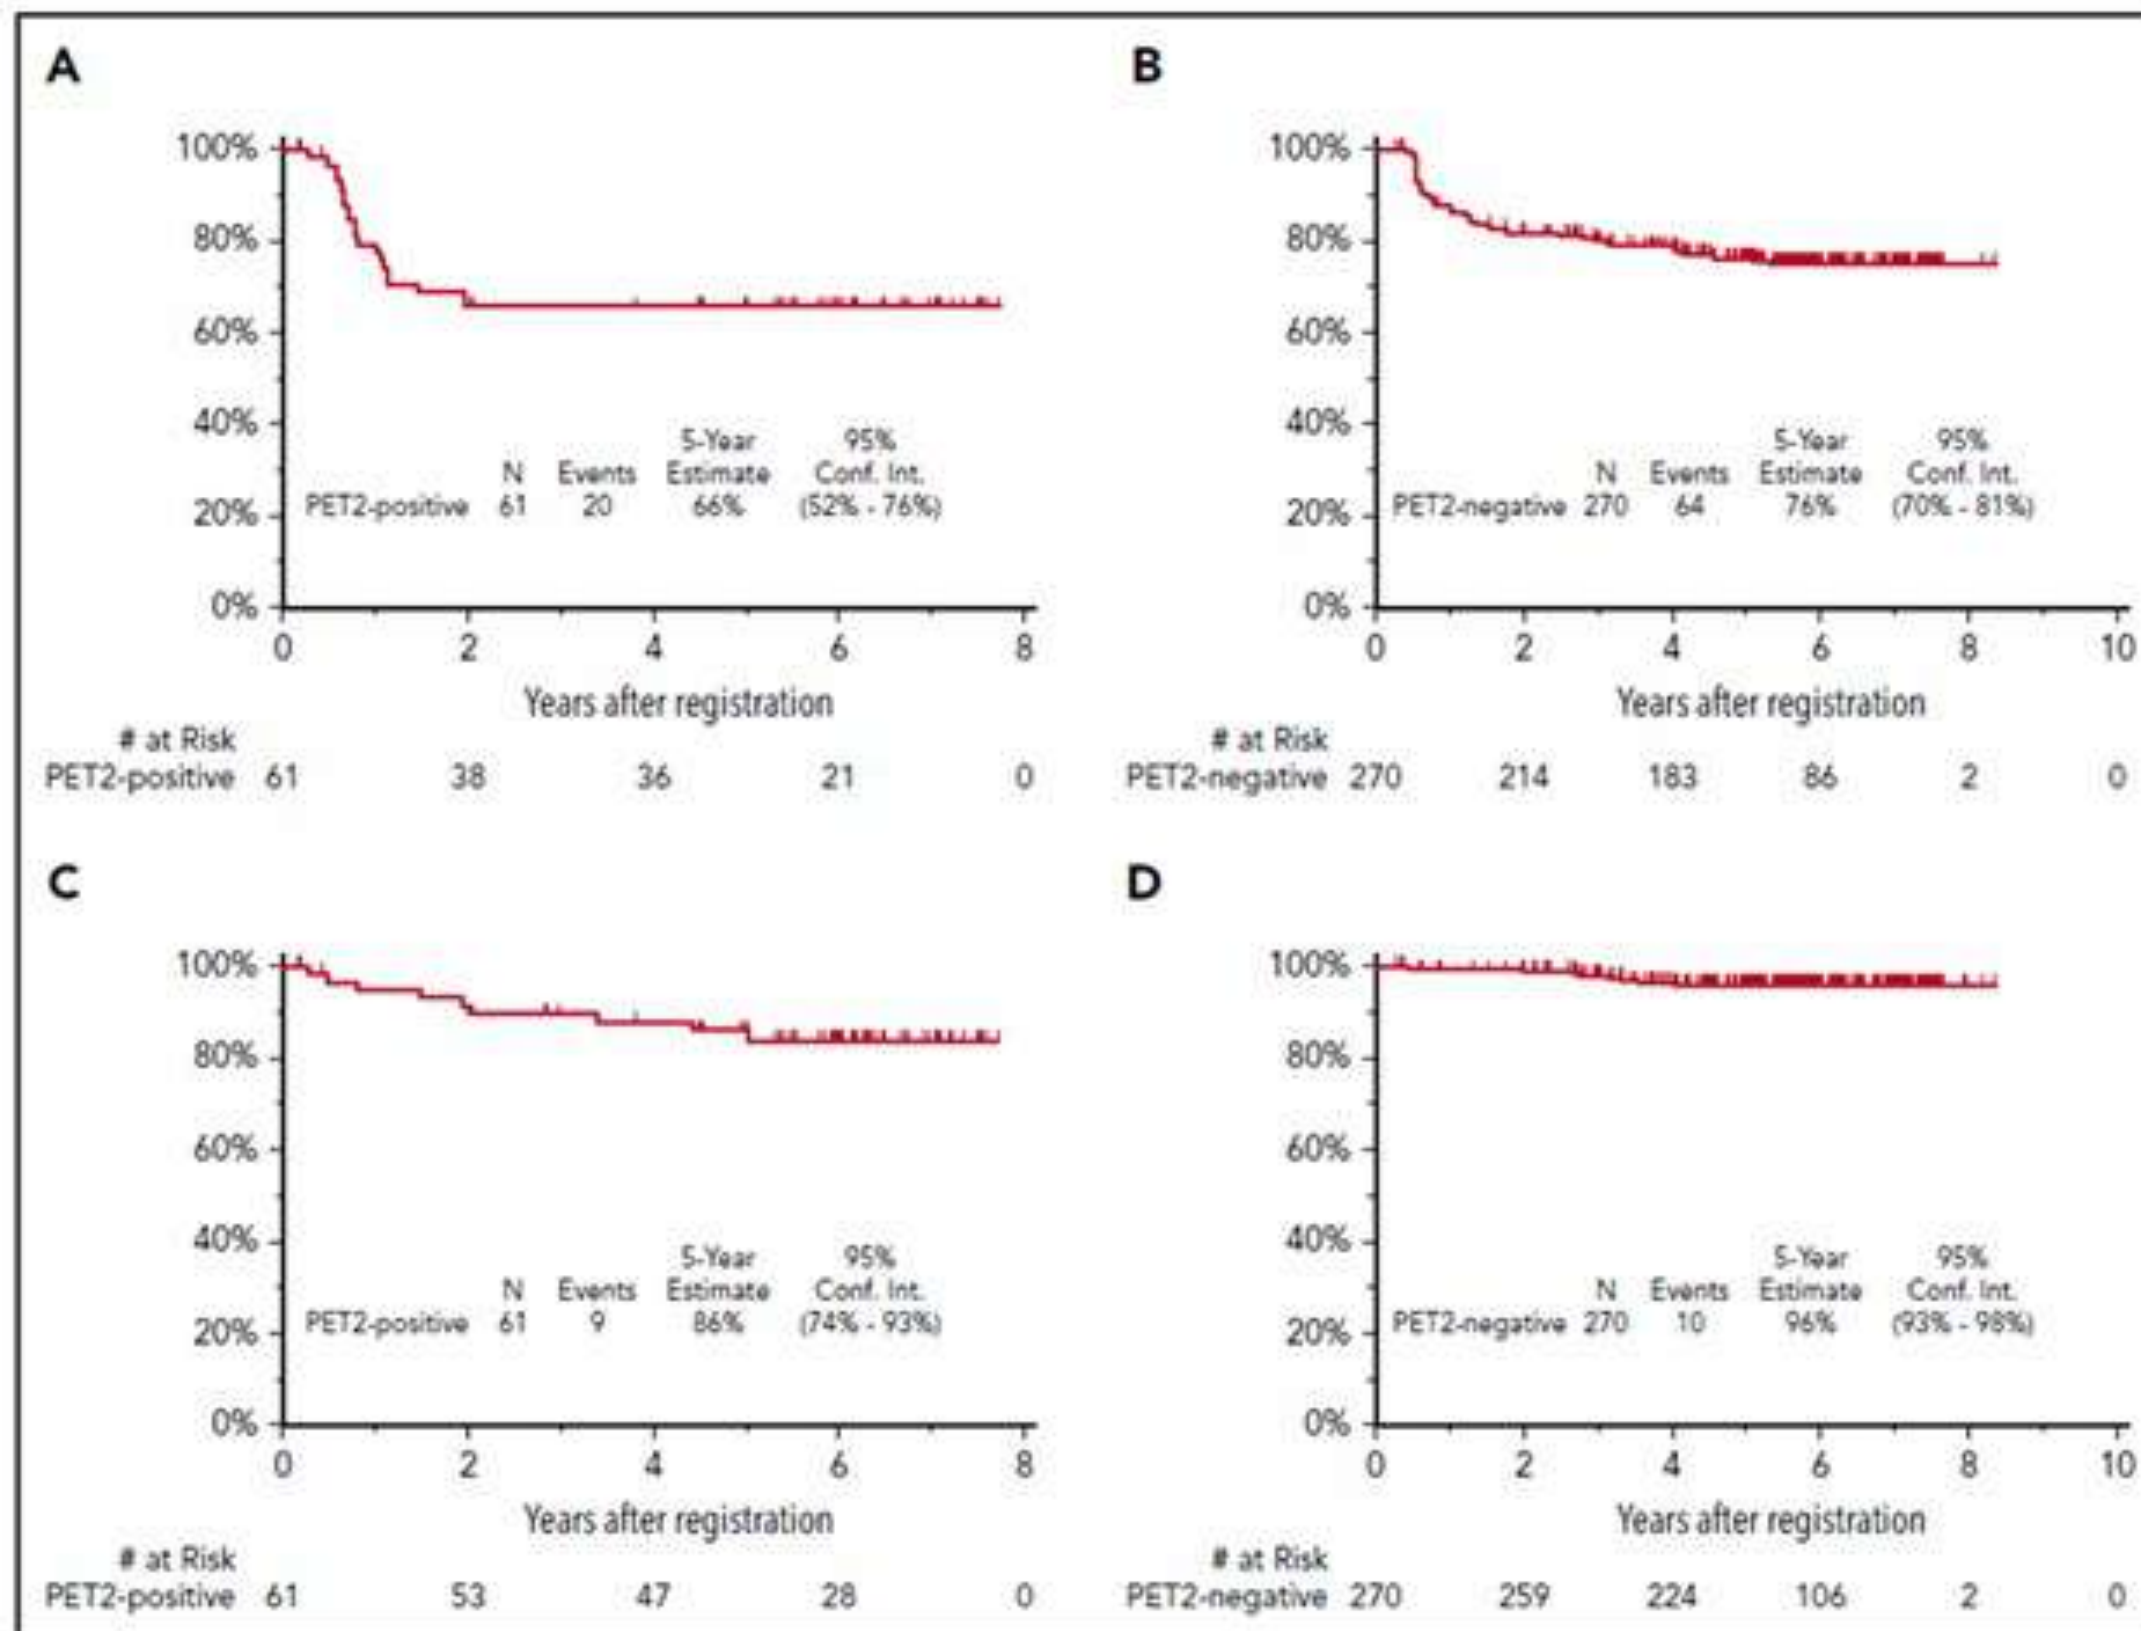 A
100%
80%
60%
40%
20%
0%
5-Year 95%
N Events Estimate Conf. Int.
PET2-positive 61 20 66% (52% - 76%)
0 2 4 6 8
Years after registration
# at Risk
PET2-positive 61 38 36 21 0
B
100%
80%
60%
40%
20%
0%
5-Year 95%
N Events Estimate Conf. Int.
PET2-negative 270 64 76% (70% - 81%)
0 2 4 6 8 10
Years after registration
# at Risk
PET2-negative 270 214 183 86 2 0
C
100%
80%
60%
40%
20%
0%
5-Year 95%
N Events Estimate Conf. Int.
PET2-positive 61 9 86% (74% - 93%)
0 2 4 6 8
Years after registration
# at Risk
PET2-positive 61 53 47 28 0
D
100%
80%
60%
40%
20%
0%
5-Year 95%
N Events Estimate Conf. Int.
PET2-negative 270 10 96% (93% - 98%)
0 2 4 6 8 10
Years after registration
# at Risk
PET2-negative 270 259 224 106 2 0